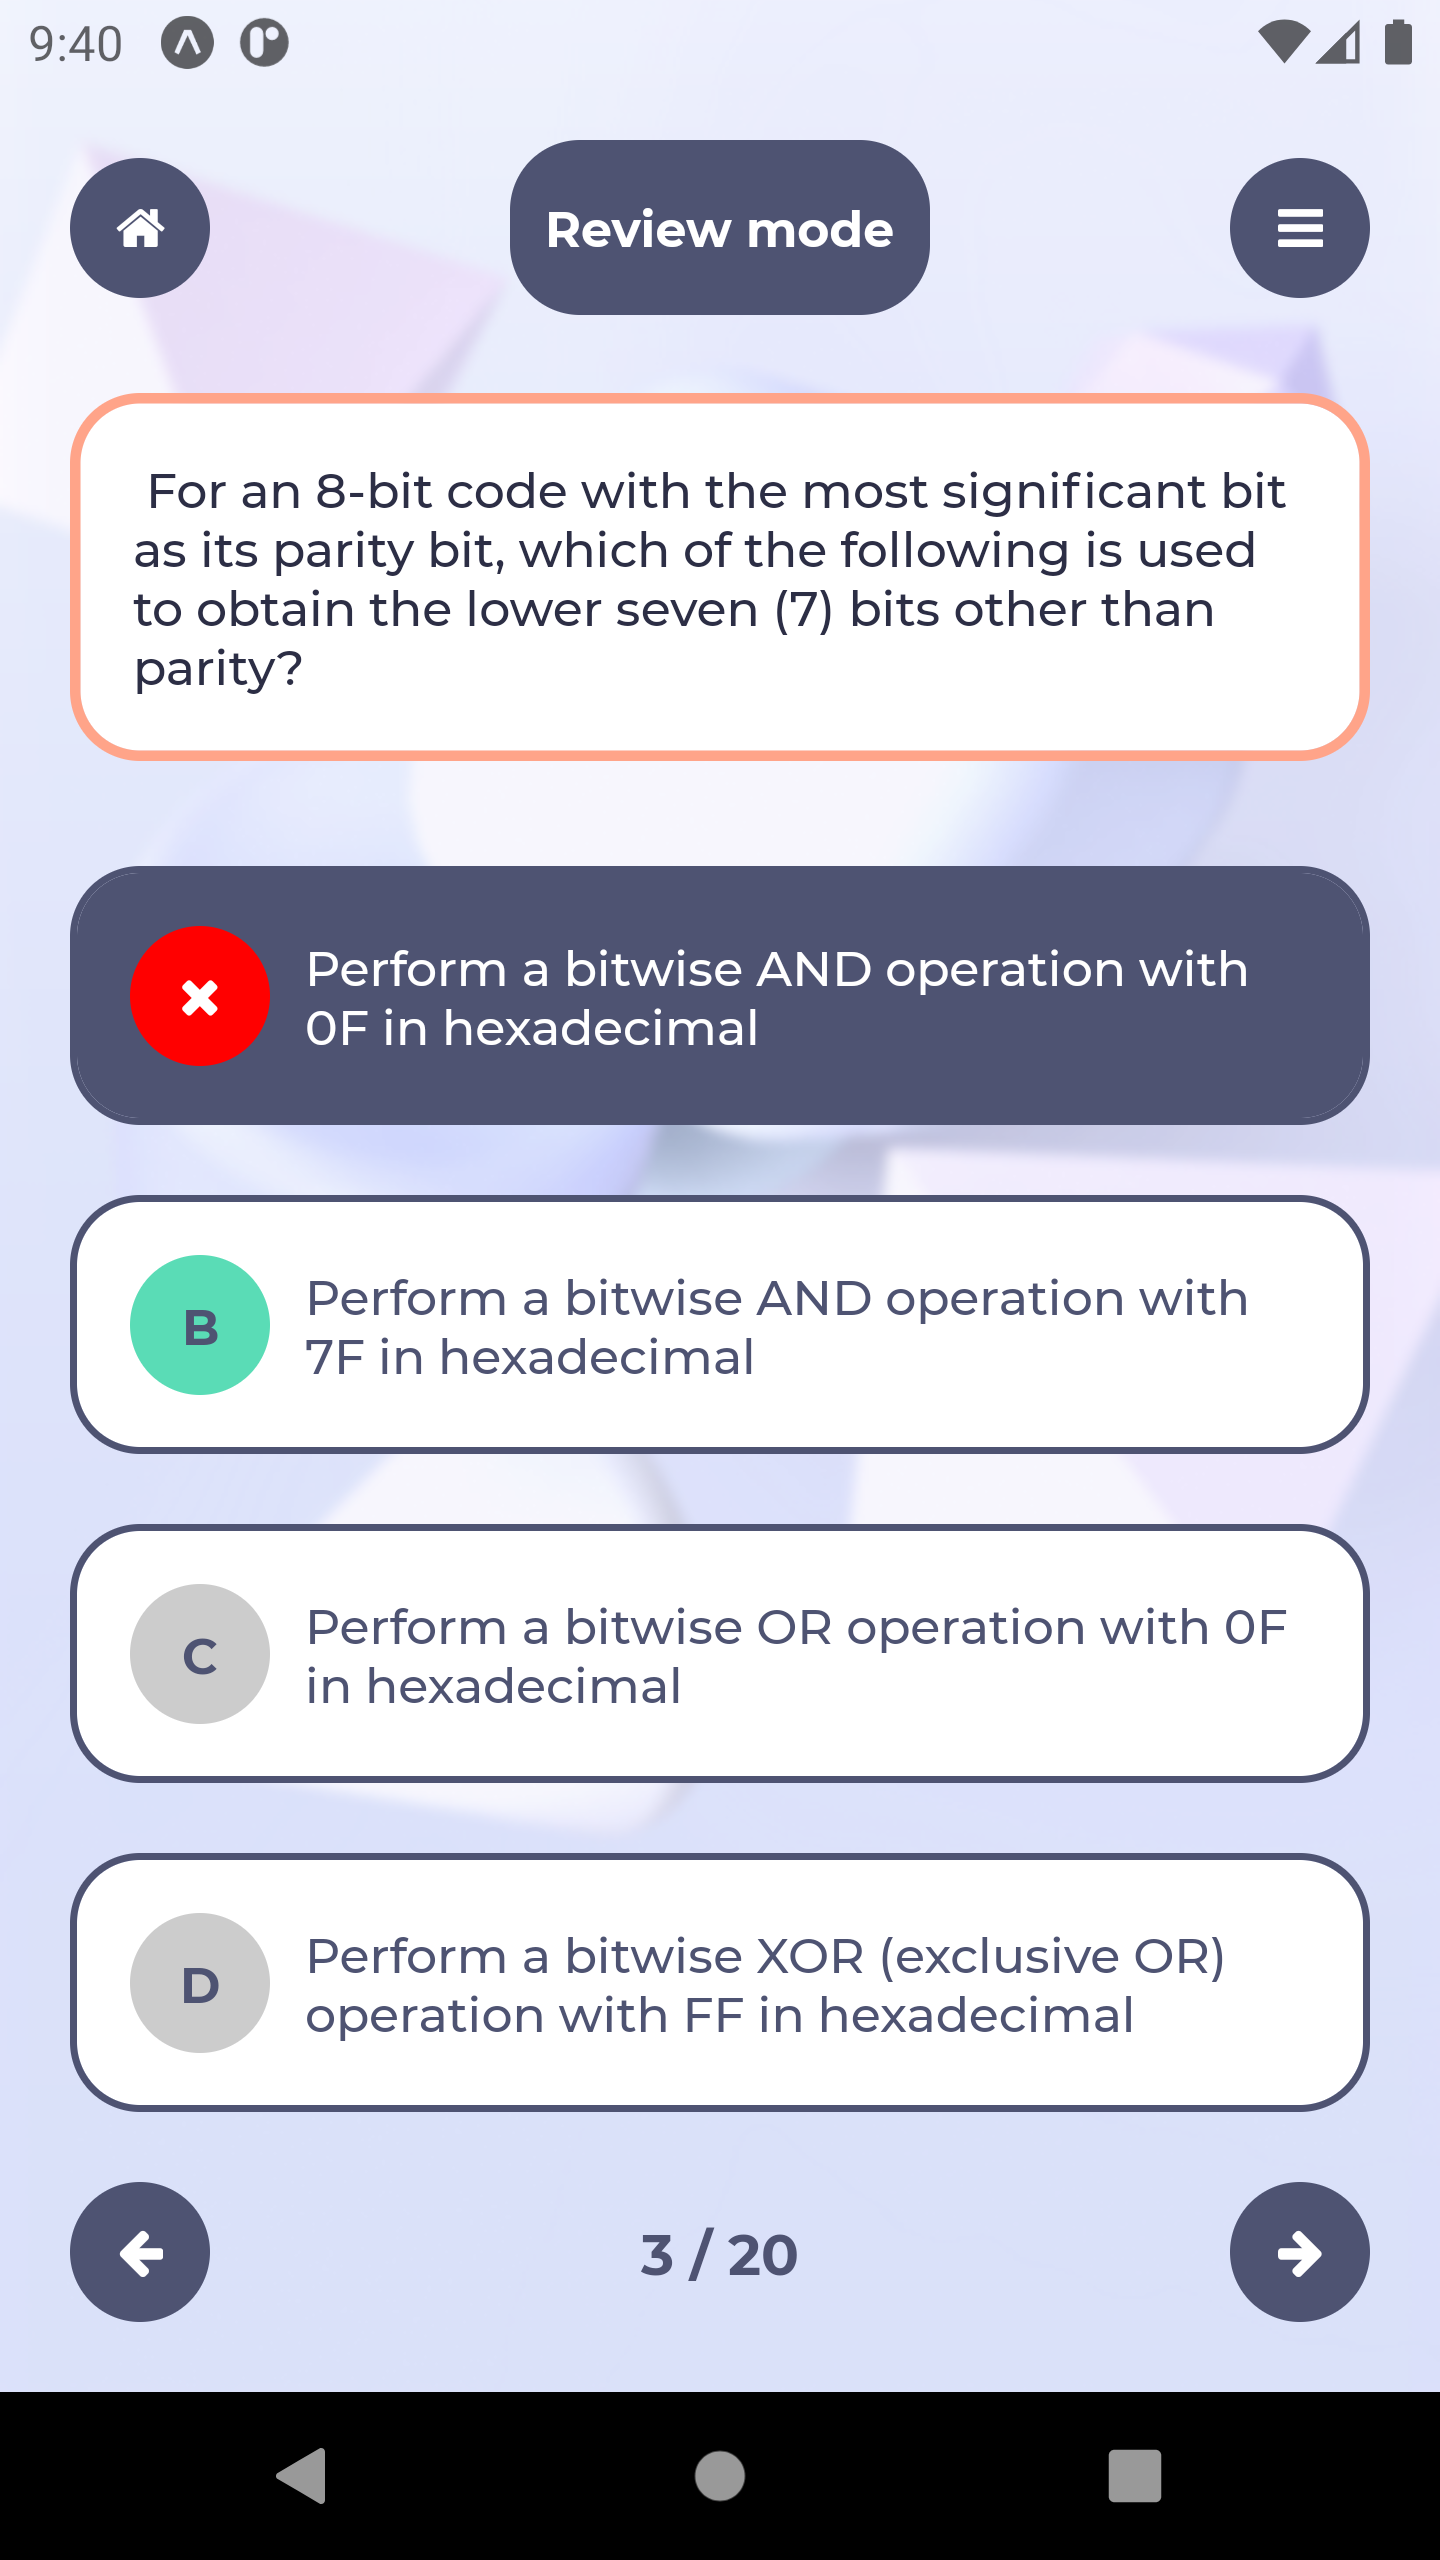 9:40
Review mode
For an 8-bit code with the most significant bit
as its parity bit, which of the following is used
to obtain the lower seven (7) bits other than
parity?
Perform a bitwise AND operation with
0F in hexadecimal
B
Perform a bitwise AND operation with
7F in hexadecimal
C
Perform a bitwise OR operation with 0F
in hexadecimal
D
Perform a bitwise XOR (exclusive OR)
operation with FF in hexadecimal
3 / 20